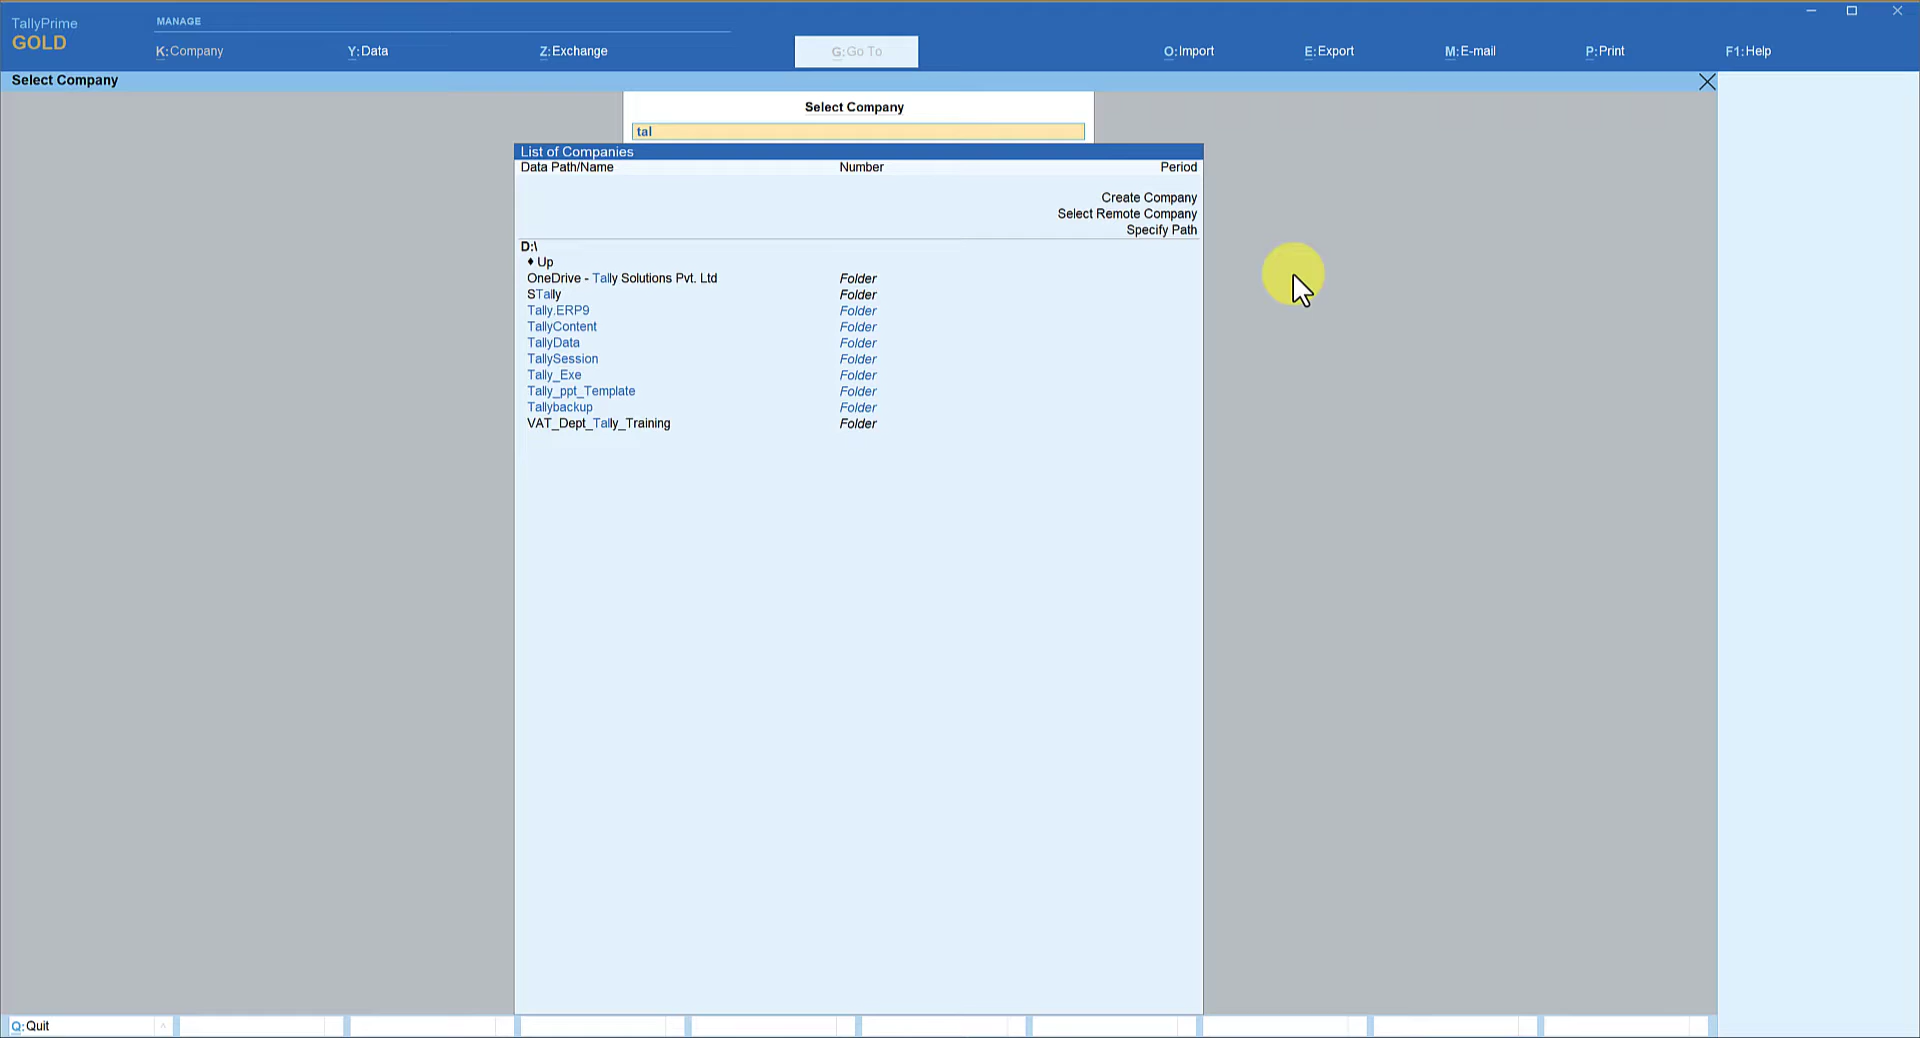 TallyPrime
GOLD
MANAGE
K:Company Y:Data Z:Exchange G:Go To O:Import E:Export M:E-mail P:Print F1:Help
Select Company
Select Company
tal
List of Companies
Data Path/Name Number Period
Create Company
Select Remote Company
Specify Path
D:\
♦ Up
OneDrive - Tally Solutions Pvt. Ltd Folder
STally Folder
Tally.ERP9 Folder
TallyContent Folder
TallyData Folder
TallySession Folder
Tally_Exe Folder
Tally_ppt_Template Folder
Tallybackup Folder
VAT_Dept_Tally_Training Folder
Q:Quit